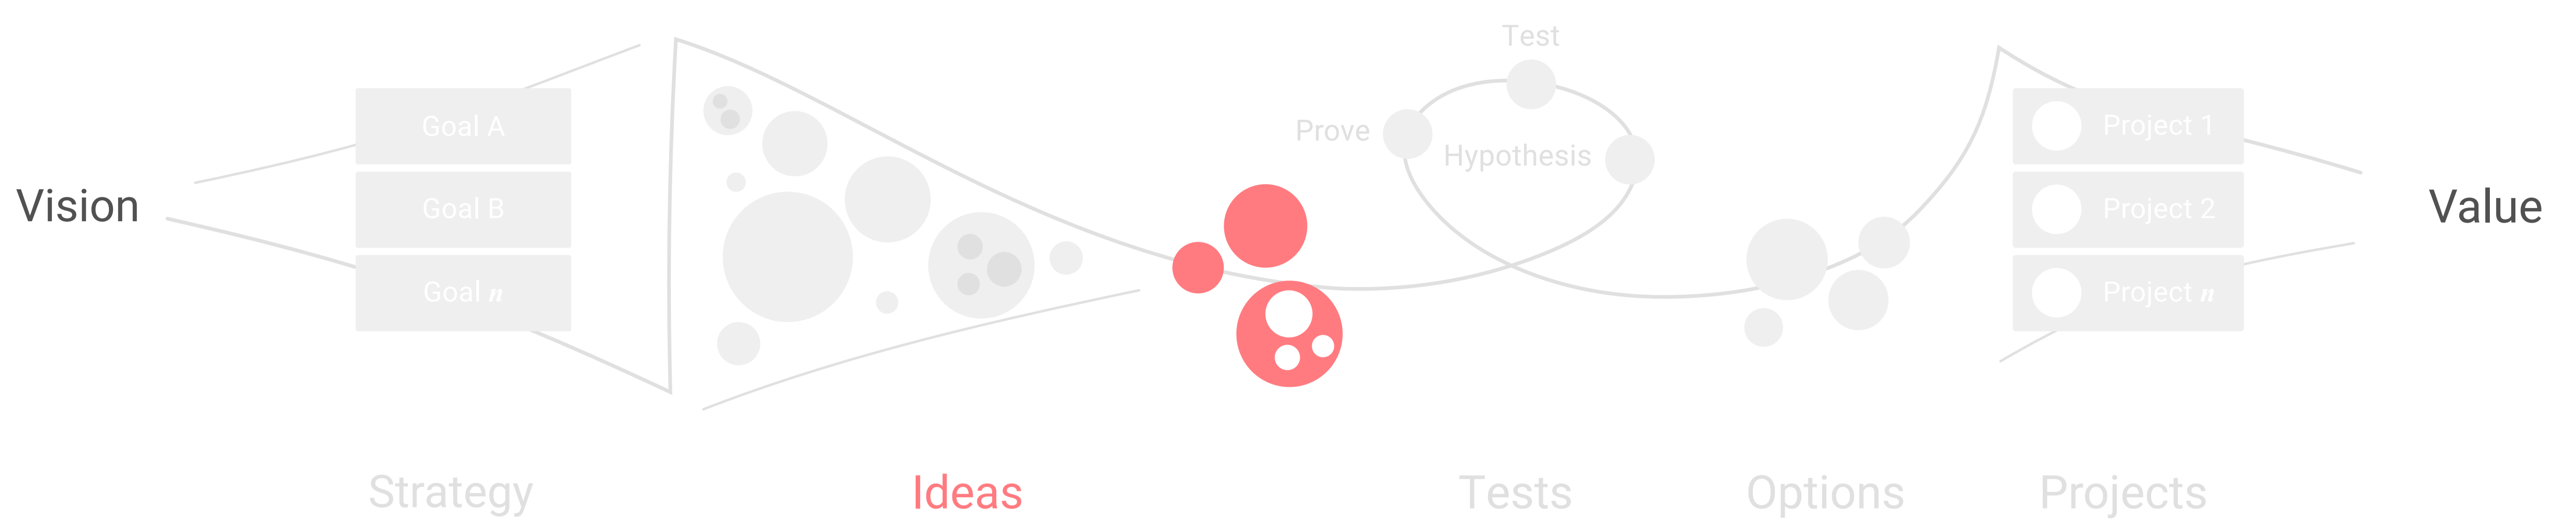 Vision
Goal A
Goal B
Goal n
Test
Prove
Hypothesis
Project 1
Project 2
Project n
Value
Strategy
Ideas
Tests
Options
Projects